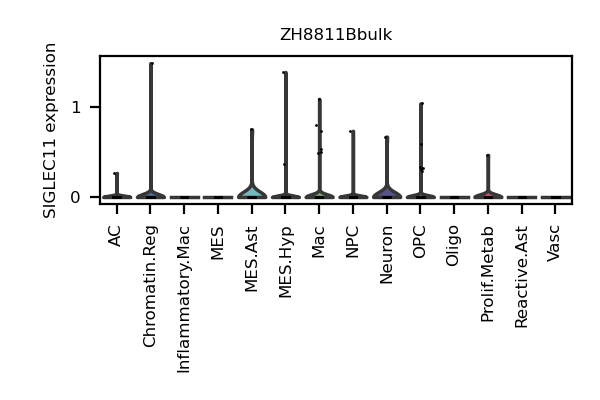 ZH8811Bbulk
SIGLEC11 expression
1
0
AC
Chromatin.Reg
Inflammatory.Mac
MES
MES.Ast
MES.Hyp
Mac
NPC
Neuron
OPC
Oligo
Prolif.Metab
Reactive.Ast
Vasc